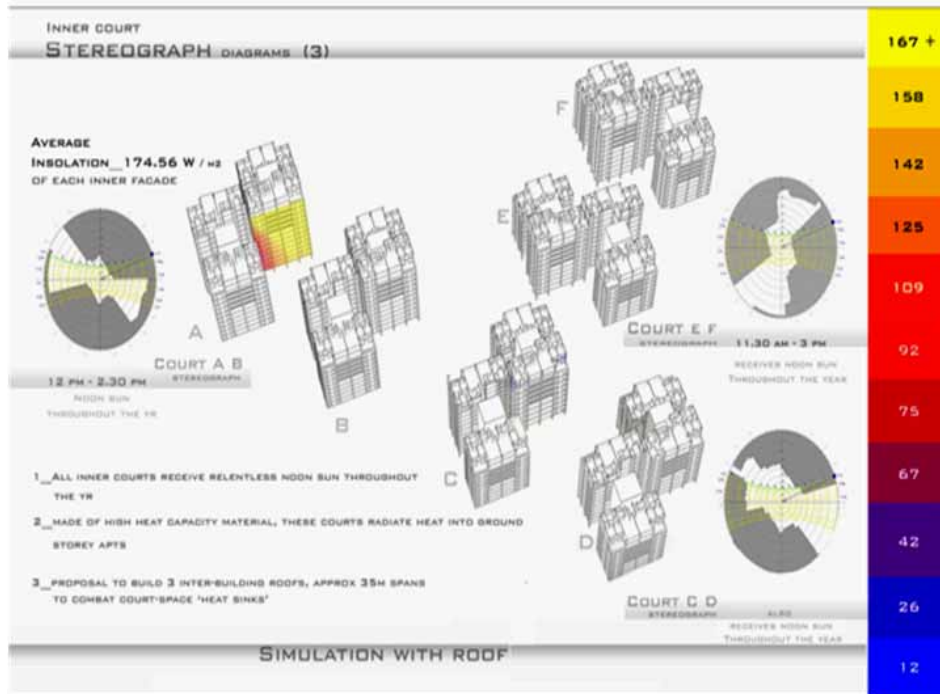 INNER COURT
STEREOGRAPH DIAGRAMS (3)
AVERAGE
INSOLATION__174.56 W / M2
OF EACH INNER FACADE
A
COURT A B
STEREOGRAPH
12 PM - 2.30 PM
NOON SUN
THROUGHOUT THE YR
B
F
E
COURT E F
STEREOGRAPH
11.30 AM - 3 PM
RECEIVES NOON SUN
THROUGHOUT THE YEAR
C
D
COURT C D
STEREOGRAPH
ALSO
RECEIVES NOON SUN
THROUGHOUT THE YEAR
1__ALL INNER COURTS RECEIVE RELENTLESS NOON SUN THROUGHOUT
THE YR
2__MADE OF HIGH HEAT CAPACITY MATERIAL, THESE COURTS RADIATE HEAT INTO GROUND
STOREY APTS
3__PROPOSAL TO BUILD 3 INTER-BUILDING ROOFS, APPROX 35M SPANS
TO COMBAT COURT-SPACE 'HEAT SINKS'
SIMULATION WITH ROOF
167 +
158
142
125
109
92
75
67
42
26
12